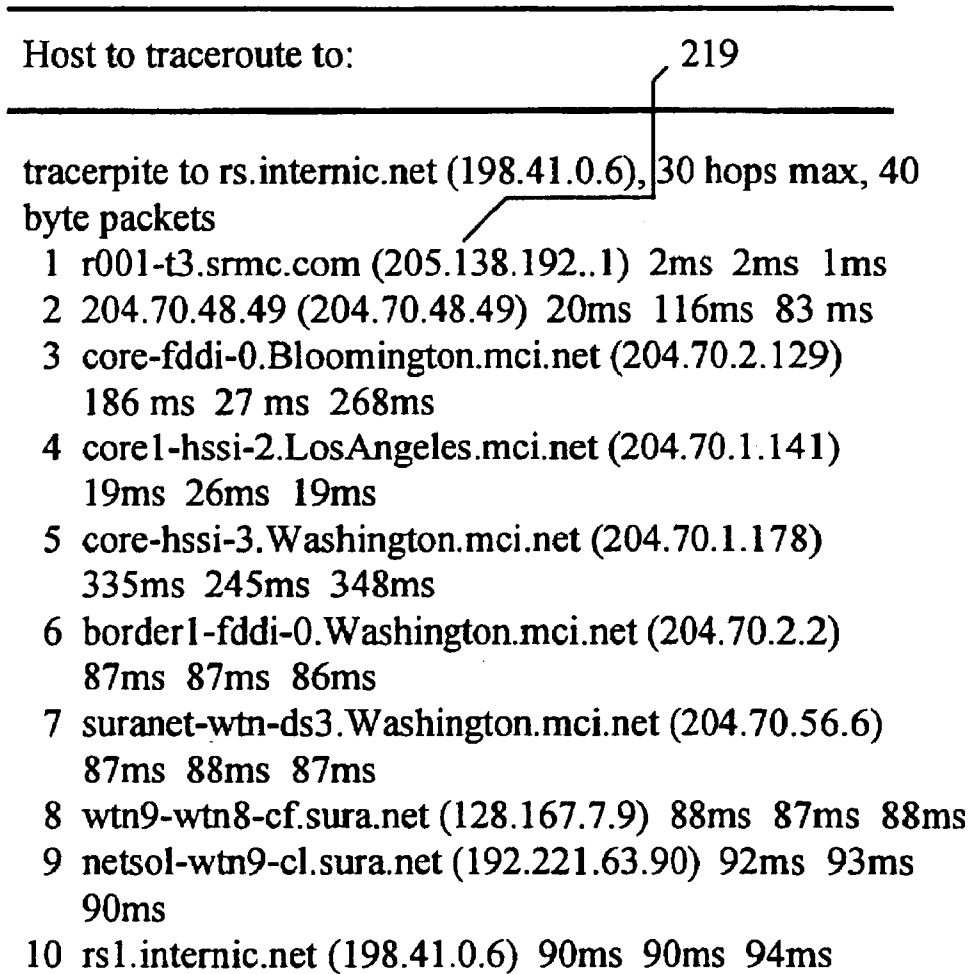 Host to traceroute to: 219
tracerpite to rs.internic.net (198.41.0.6), 30 hops max, 40
byte packets
1 r001-t3.srmc.com (205.138.192..1) 2ms 2ms 1ms
2 204.70.48.49 (204.70.48.49) 20ms 116ms 83 ms
3 core-fddi-0.Bloomington.mci.net (204.70.2.129)
186 ms 27 ms 268ms
4 core1-hssi-2.LosAngeles.mci.net (204.70.1.141)
19ms 26ms 19ms
5 core-hssi-3.Washington.mci.net (204.70.1.178)
335ms 245ms 348ms
6 border1-fddi-0.Washington.mci.net (204.70.2.2)
87ms 87ms 86ms
7 suranet-wtn-ds3.Washington.mci.net (204.70.56.6)
87ms 88ms 87ms
8 wtn9-wtn8-cf.sura.net (128.167.7.9) 88ms 87ms 88ms
9 netsol-wtn9-cl.sura.net (192.221.63.90) 92ms 93ms
90ms
10 rs1.internic.net (198.41.0.6) 90ms 90ms 94ms